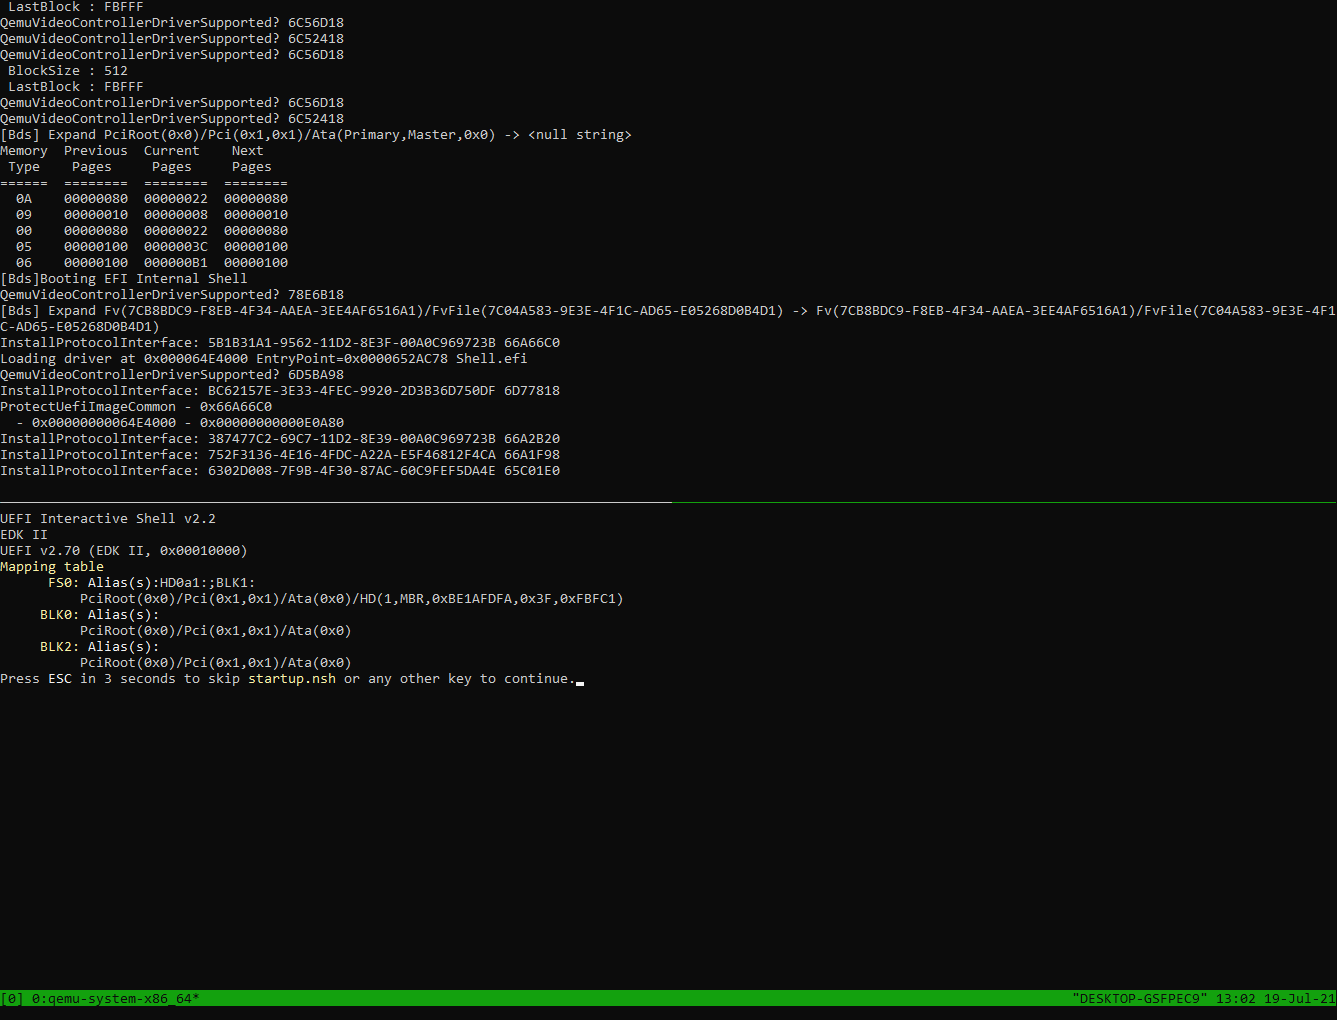 LastBlock : FBFFF
QemuVideoControllerDriverSupported? 6C56D18
QemuVideoControllerDriverSupported? 6C52418
QemuVideoControllerDriverSupported? 6C56D18
BlockSize : 512
LastBlock : FBFFF
QemuVideoControllerDriverSupported? 6C56D18
QemuVideoControllerDriverSupported? 6C52418
[Bds] Expand PciRoot(0x0)/Pci(0x1,0x1)/Ata(Primary,Master,0x0) -> <null string>
Memory  Previous  Current    Next
 Type    Pages     Pages     Pages
======  ========  ========  ========
  0A    00000080  00000022  00000080
  09    00000010  00000008  00000010
  00    00000080  00000022  00000080
  05    00000100  0000003C  00000100
  06    00000100  000000B1  00000100
[Bds]Booting EFI Internal Shell
QemuVideoControllerDriverSupported? 78E6B18
[Bds] Expand Fv(7CB8BDC9-F8EB-4F34-AAEA-3EE4AF6516A1)/FvFile(7C04A583-9E3E-4F1C-AD65-E05268D0B4D1) -> Fv(7CB8BDC9-F8EB-4F34-AAEA-3EE4AF6516A1)/FvFile(7C04A583-9E3E-4F1
C-AD65-E05268D0B4D1)
InstallProtocolInterface: 5B1B31A1-9562-11D2-8E3F-00A0C969723B 66A66C0
Loading driver at 0x000064E4000 EntryPoint=0x0000652AC78 Shell.efi
QemuVideoControllerDriverSupported? 6D5BA98
InstallProtocolInterface: BC62157E-3E33-4FEC-9920-2D3B36D750DF 6D77818
ProtectUefiImageCommon - 0x66A66C0
  - 0x00000000064E4000 - 0x00000000000E0A80
InstallProtocolInterface: 387477C2-69C7-11D2-8E39-00A0C969723B 66A2B20
InstallProtocolInterface: 752F3136-4E16-4FDC-A22A-E5F46812F4CA 66A1F98
InstallProtocolInterface: 6302D008-7F9B-4F30-87AC-60C9FEF5DA4E 65C01E0
UEFI Interactive Shell v2.2
EDK II
UEFI v2.70 (EDK II, 0x00010000)
Mapping table
      FS0: Alias(s):HD0a1:;BLK1:
          PciRoot(0x0)/Pci(0x1,0x1)/Ata(0x0)/HD(1,MBR,0xBE1AFDFA,0x3F,0xFBFC1)
     BLK0: Alias(s):
          PciRoot(0x0)/Pci(0x1,0x1)/Ata(0x0)
     BLK2: Alias(s):
          PciRoot(0x0)/Pci(0x1,0x1)/Ata(0x0)
Press ESC in 3 seconds to skip startup.nsh or any other key to continue.
[0] 0:qemu-system-x86_64* "DESKTOP-GSFPEC9" 13:02 19-Jul-21